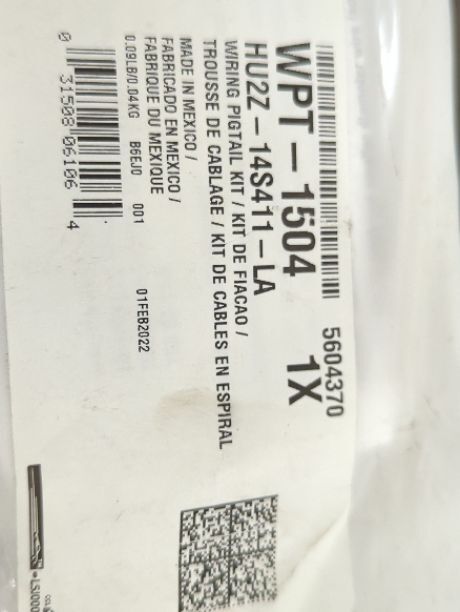 5604370
WPT-1504 1X
HU2Z-14S411-LA
WIRING PIGTAIL KIT / KIT DE FIACAO /
TROUSSE DE CABLAGE / KIT DE CABLES EN ESPIRAL
MADE IN MEXICO /
FABRICADO EN MEXICO /
FABRIQUE DU MEXIQUE
0.09LB/0.04KG B6EJ0 001 01FEB2022
0 31508 06106 4